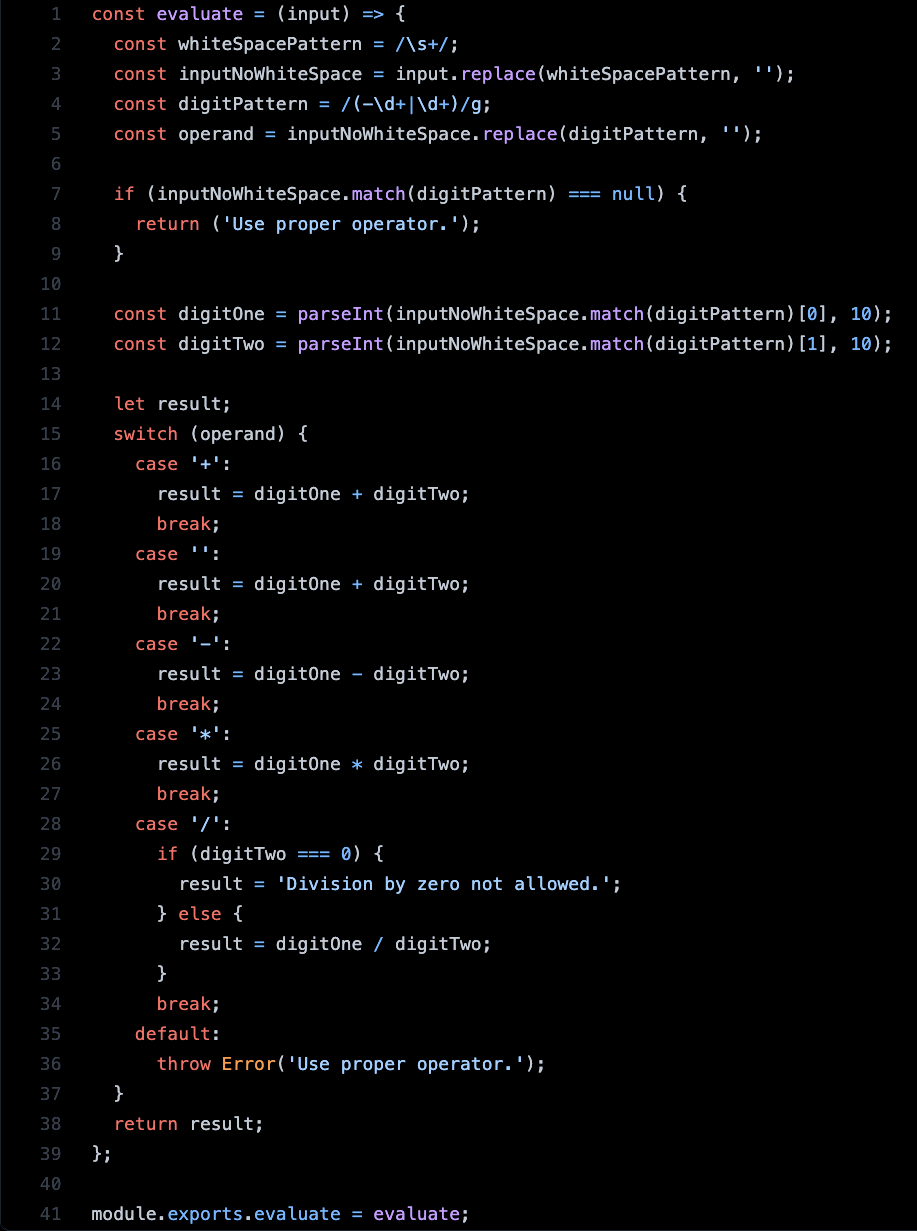 1 const evaluate = (input) => {
2   const whiteSpacePattern = /\s+/;
3   const inputNoWhiteSpace = input.replace(whiteSpacePattern, '');
4   const digitPattern = /(-\d+|\d+)/g;
5   const operand = inputNoWhiteSpace.replace(digitPattern, '');
6
7   if (inputNoWhiteSpace.match(digitPattern) === null) {
8     return ('Use proper operator.');
9   }
10
11   const digitOne = parseInt(inputNoWhiteSpace.match(digitPattern)[0], 10);
12   const digitTwo = parseInt(inputNoWhiteSpace.match(digitPattern)[1], 10);
13
14   let result;
15   switch (operand) {
16     case '+':
17       result = digitOne + digitTwo;
18       break;
19     case '':
20       result = digitOne + digitTwo;
21       break;
22     case '-':
23       result = digitOne - digitTwo;
24       break;
25     case '*':
26       result = digitOne * digitTwo;
27       break;
28     case '/':
29       if (digitTwo === 0) {
30         result = 'Division by zero not allowed.';
31       } else {
32         result = digitOne / digitTwo;
33       }
34       break;
35     default:
36       throw Error('Use proper operator.');
37   }
38   return result;
39 };
40
41 module.exports.evaluate = evaluate;